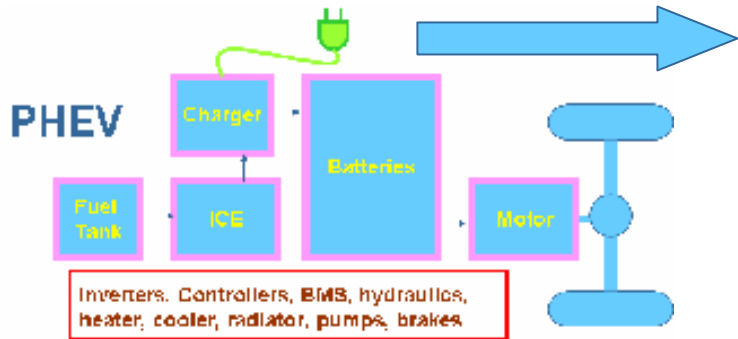 PHEV
Charger
Batteries
Fuel
Tank
ICE
Motor
Inverters. Controllers, BMS, hydraulics,
heater, cooler, radiator, pumps, brakes